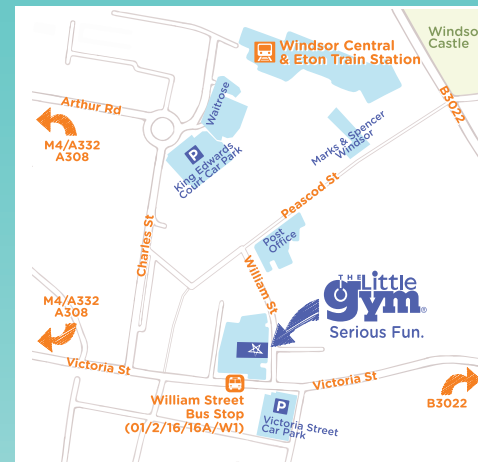 Windsor Central
& Eton Train Station
Windso
Castle
B3022
Arthur Rd
Waitrose
M4/A332
A308
P
King Edwards
Court Car Park
Marks & Spencer
Windsor
Peascod St
Charles St
Post
Office
William St
THE Little
gym®
Serious Fun.
M4/A332
A308
Victoria St
Victoria St
B3022
William Street
Bus Stop
(01/2/16/16A/W1)
P
Victoria Street
Car Park